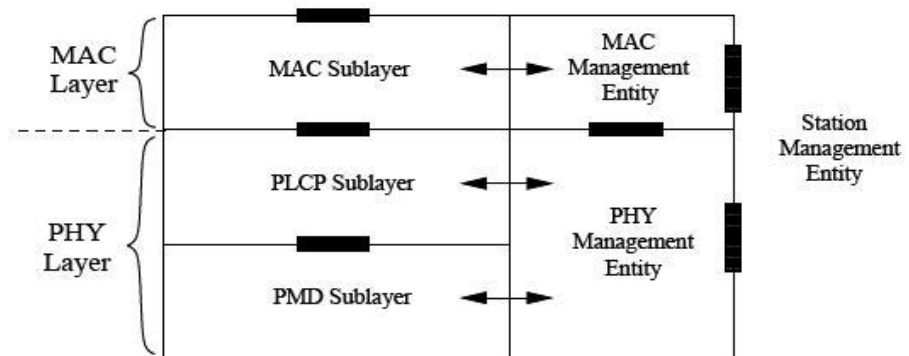 MAC
Layer
MAC Sublayer
MAC
Management
Entity
Station
Management
Entity
PHY
Layer
PLCP Sublayer
PMD Sublayer
PHY
Management
Entity